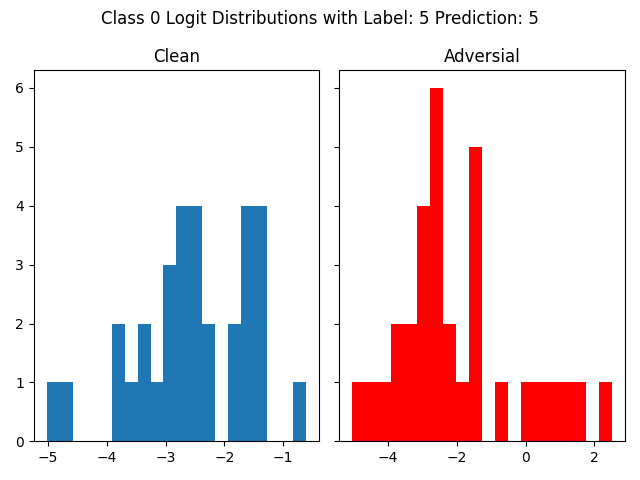 Class 0 Logit Distributions with Label: 5 Prediction: 5
Clean
Adversial
6
5
4
3
2
1
0
−5 −4 −3 −2 −1
−4 −2 0 2